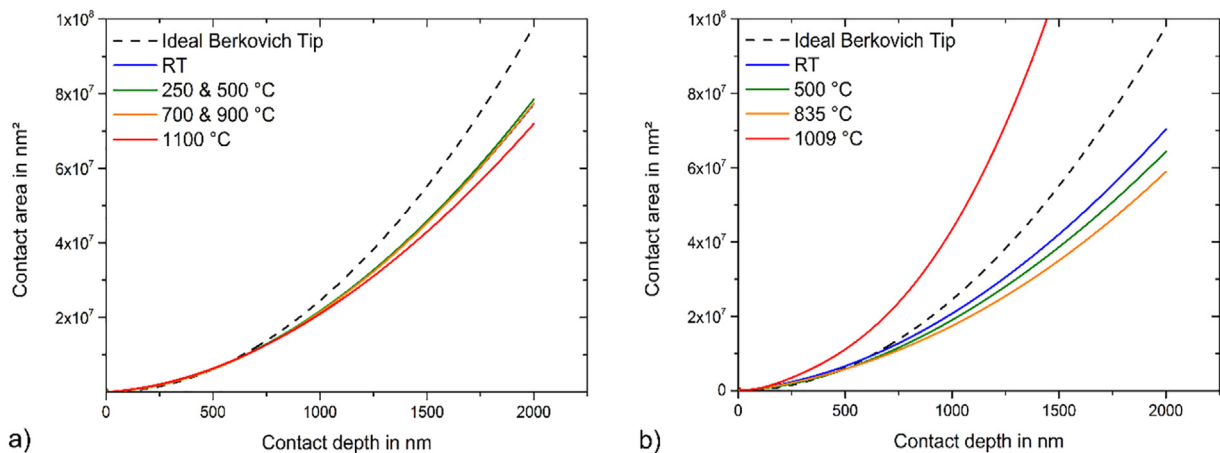 1x10⁸
8x10⁷
6x10⁷
4x10⁷
2x10⁷
0
Contact area in nm²
Ideal Berkovich Tip
RT
250 & 500 °C
700 & 900 °C
1100 °C
0
500
1000
1500
2000
Contact depth in nm
a)
1x10⁸
8x10⁷
6x10⁷
4x10⁷
2x10⁷
0
Contact area in nm²
Ideal Berkovich Tip
RT
500 °C
835 °C
1009 °C
0
500
1000
1500
2000
Contact depth in nm
b)